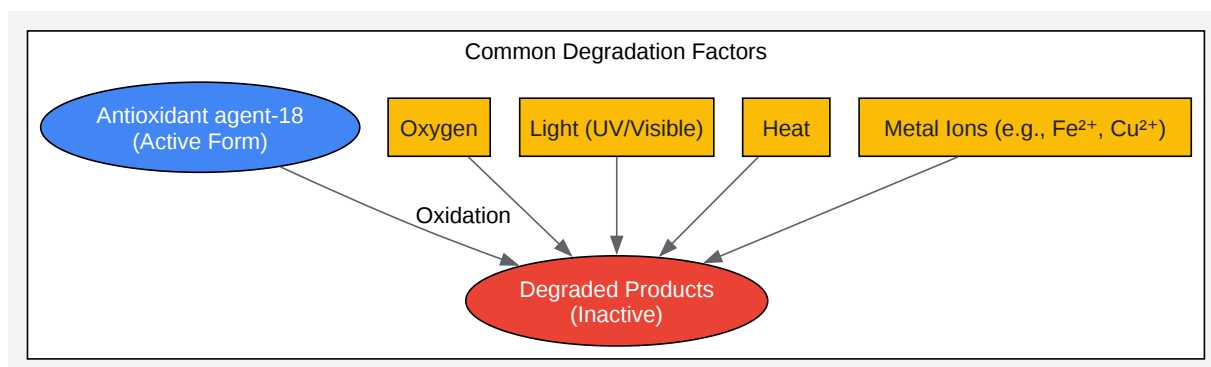 Common Degradation Factors
Antioxidant agent-18
(Active Form)
Oxygen
Light (UV/Visible)
Heat
Metal Ions (e.g., Fe²⁺, Cu²⁺)
Oxidation
Degraded Products
(Inactive)